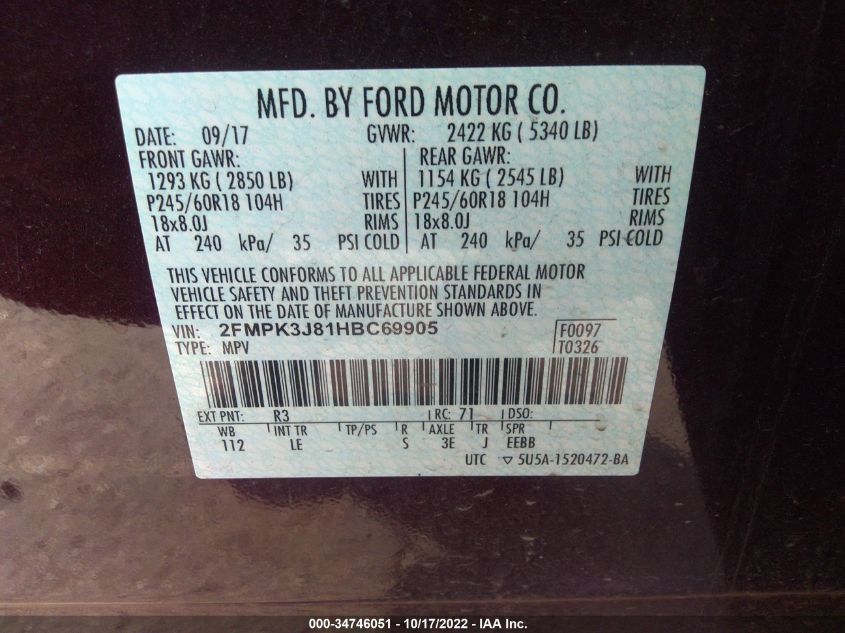 MFD. BY FORD MOTOR CO.
DATE: 09/17 GVWR: 2422 KG ( 5340 LB)
FRONT GAWR: REAR GAWR:
1293 KG ( 2850 LB) WITH 1154 KG ( 2545 LB) WITH
P245/60R18 104H TIRES P245/60R18 104H TIRES
18x8.0J RIMS 18x8.0J RIMS
AT 240 kPa/ 35 PSI COLD AT 240 kPa/ 35 PSI COLD
THIS VEHICLE CONFORMS TO ALL APPLICABLE FEDERAL MOTOR
VEHICLE SAFETY AND THEFT PREVENTION STANDARDS IN
EFFECT ON THE DATE OF MANUFACTURE SHOWN ABOVE.
VIN: 2FMPK3J81HBC69905 F0097
TYPE: MPV T0326
EXT PNT: R3 RC: 71 DSO:
WB INT TR TP/PS R AXLE TR SPR
112 LE S 3E J EEBB
UTC ▽ 5U5A-1520472-BA
000-34746051 - 10/17/2022 - IAA Inc.